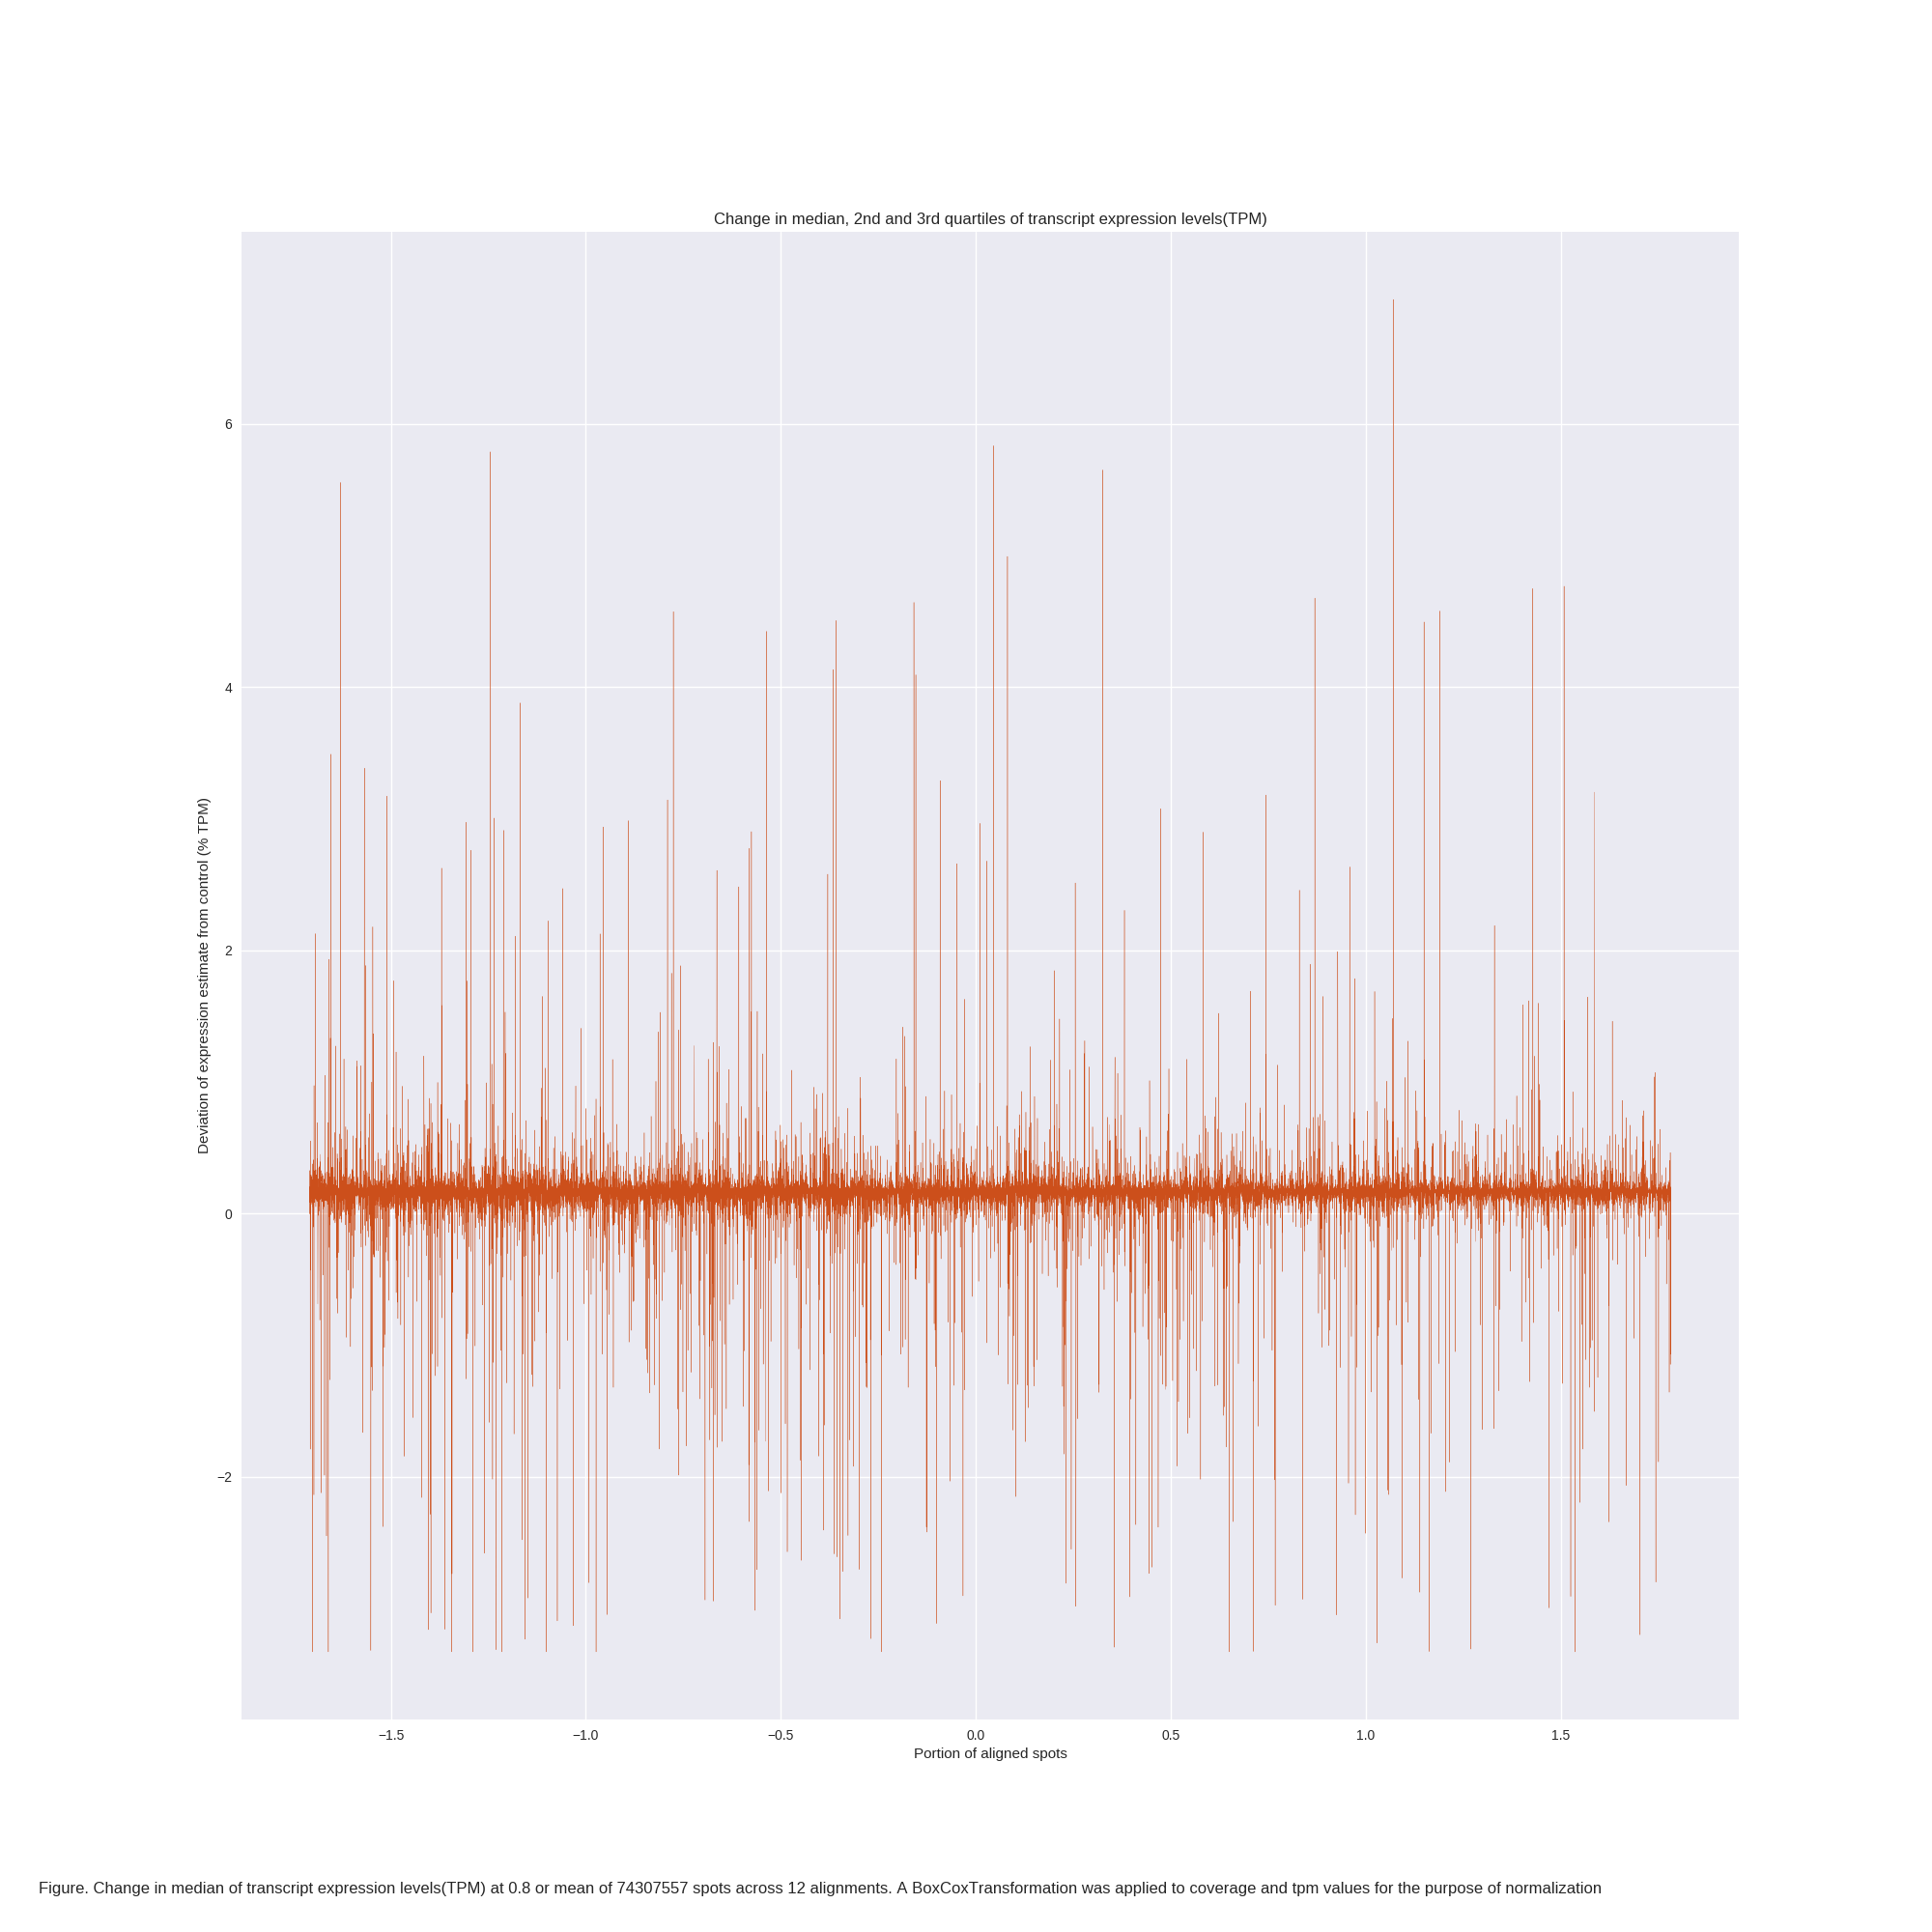 Change in median, 2nd and 3rd quartiles of transcript expression levels(TPM)
Deviation of expression estimate from control (% TPM)
6
4
2
0
−2
−1.5 −1.0 −0.5 0.0 0.5 1.0 1.5
Portion of aligned spots
Figure. Change in median of transcript expression levels(TPM) at 0.8 or mean of 74307557 spots across 12 alignments. A BoxCoxTransformation was applied to coverage and tpm values for the purpose of normalization